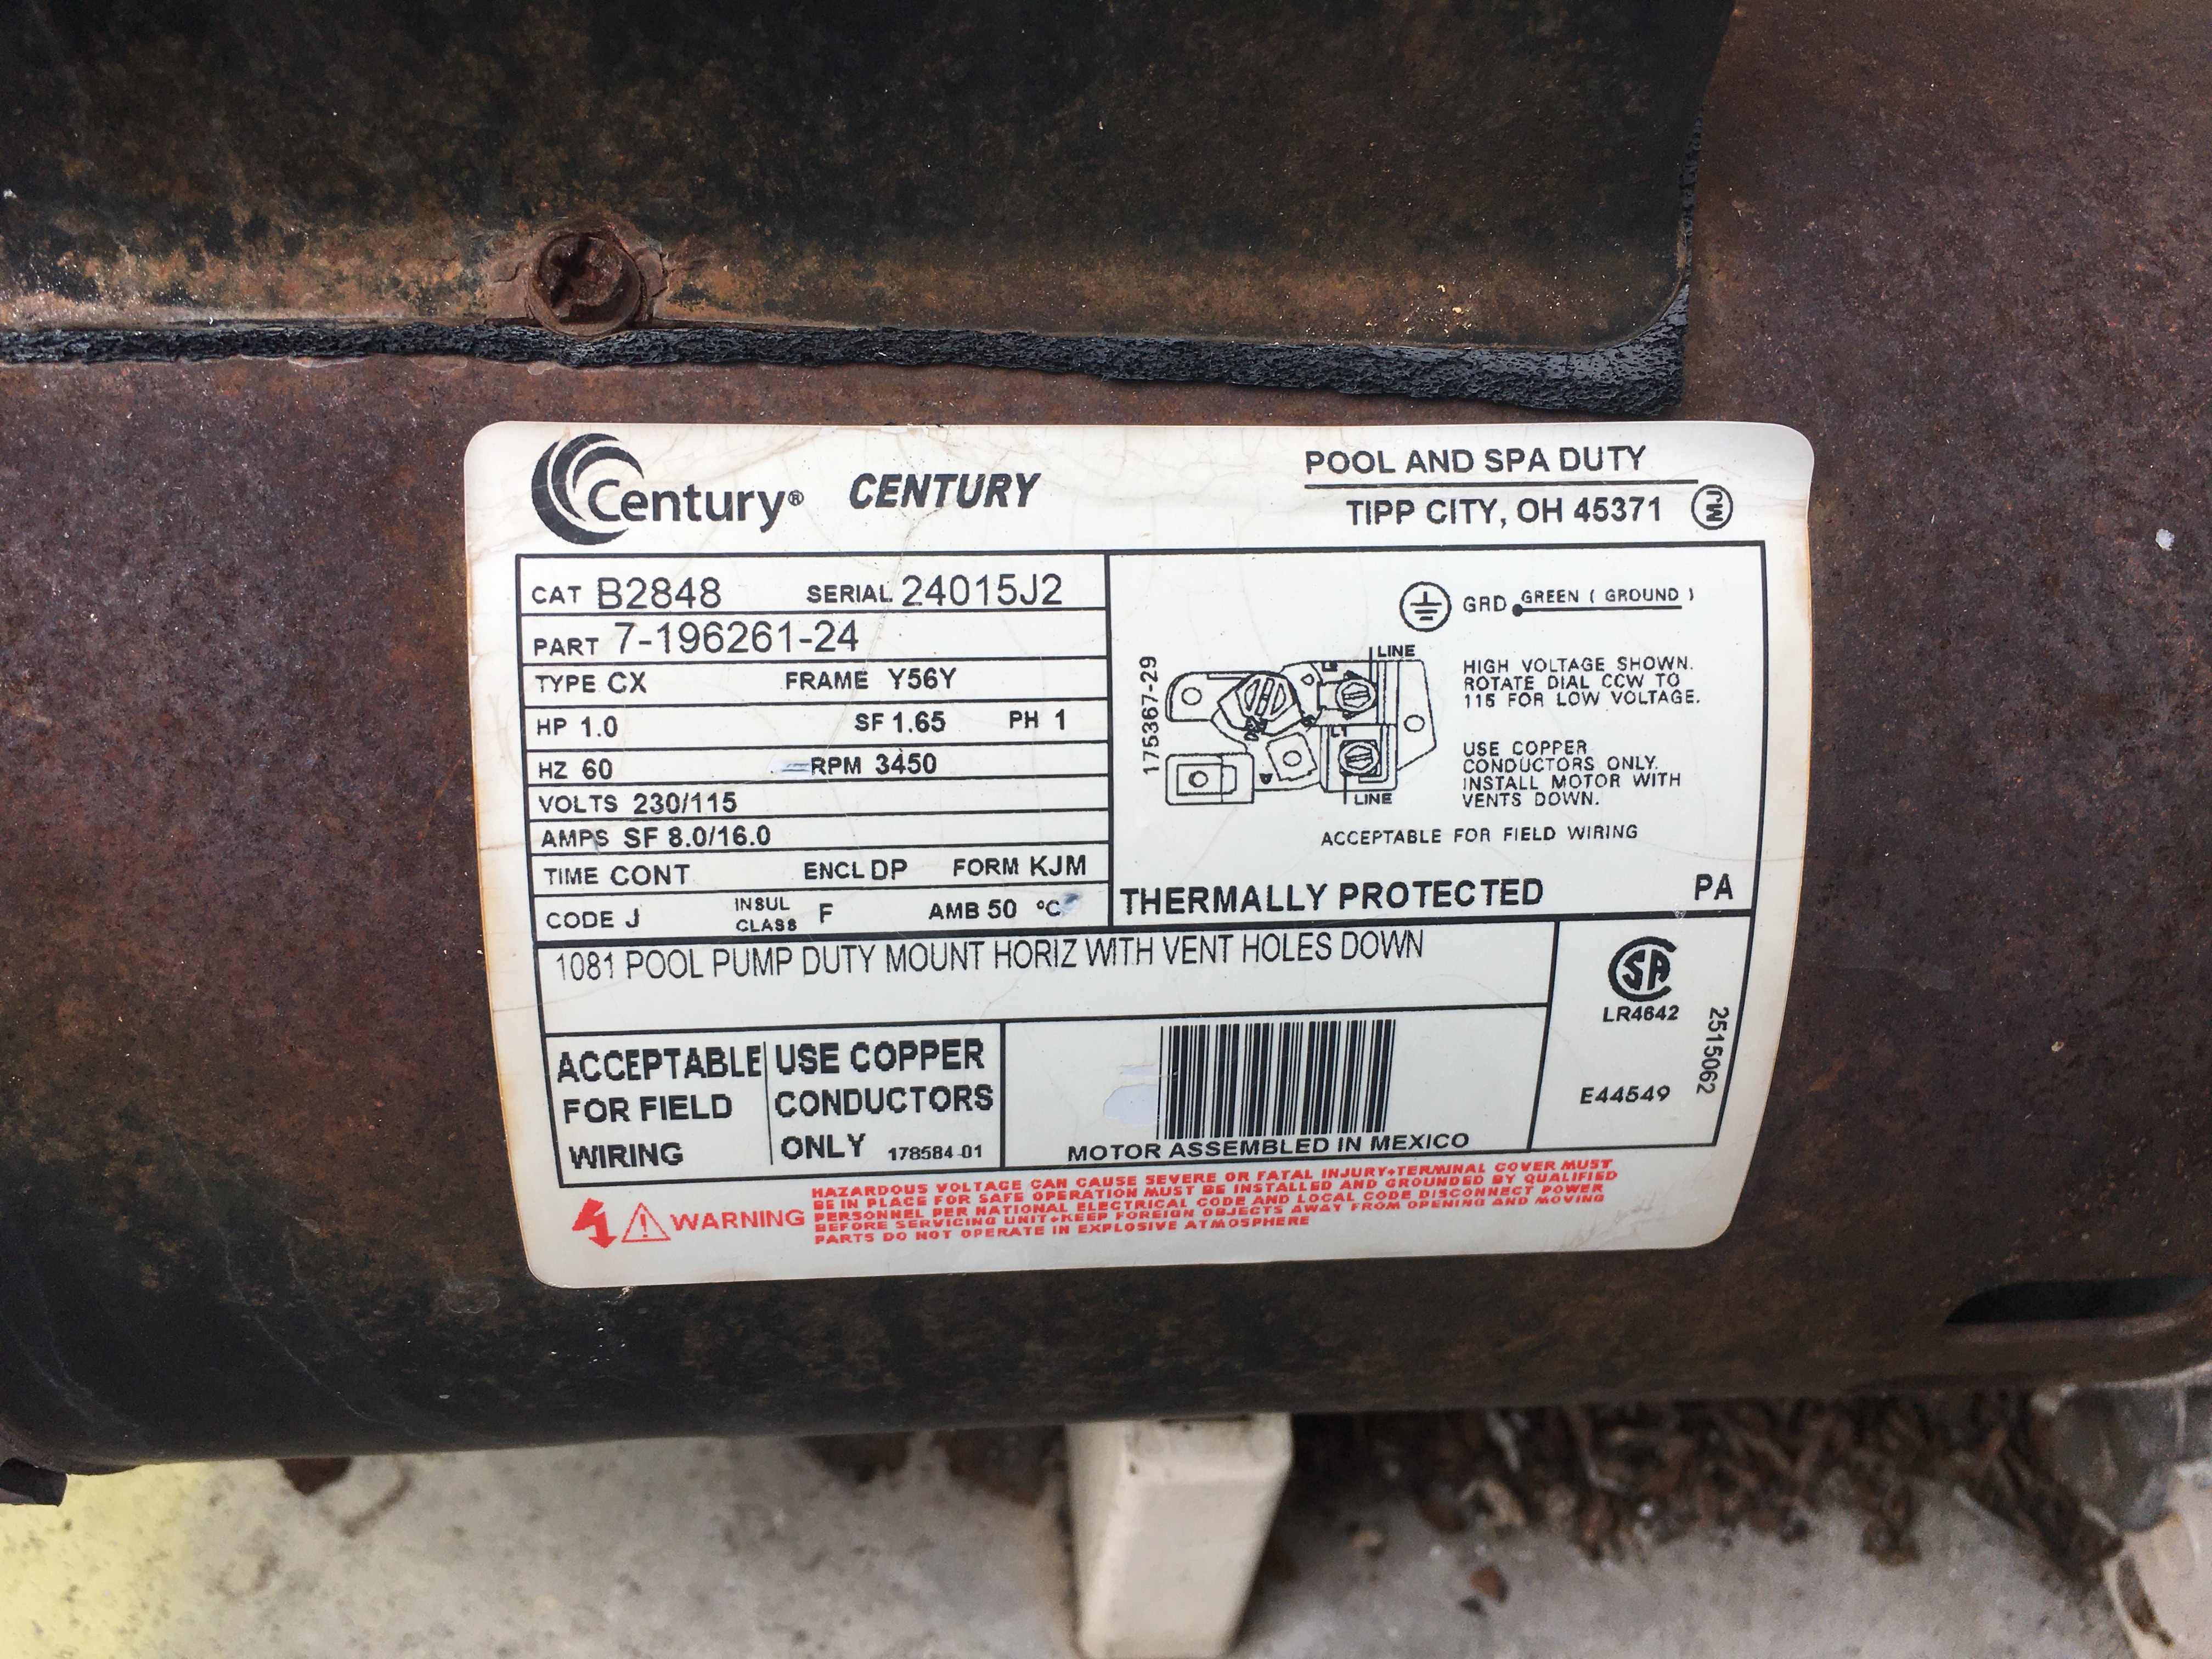 Century® CENTURY
POOL AND SPA DUTY
TIPP CITY, OH 45371
CAT B2848 SERIAL 24015J2
PART 7-196261-24
TYPE CX FRAME Y56Y
HP 1.0 SF 1.65 PH 1
HZ 60 RPM 3450
VOLTS 230/115
AMPS SF 8.0/16.0
TIME CONT ENCL DP FORM KJM
CODE J INSUL CLASS F AMB 50 °C
GRD GREEN ( GROUND )
175367-29
LINE
L2
L1
LINE
HIGH VOLTAGE SHOWN.
ROTATE DIAL CCW TO
115 FOR LOW VOLTAGE.
USE COPPER
CONDUCTORS ONLY.
INSTALL MOTOR WITH
VENTS DOWN.
ACCEPTABLE FOR FIELD WIRING
THERMALLY PROTECTED PA
1081 POOL PUMP DUTY MOUNT HORIZ WITH VENT HOLES DOWN
ACCEPTABLE
FOR FIELD
WIRING
USE COPPER
CONDUCTORS
ONLY 178584-01
MOTOR ASSEMBLED IN MEXICO
SA
LR4642
E44549
2515062
WARNING
HAZARDOUS VOLTAGE CAN CAUSE SEVERE OR FATAL INJURY•TERMINAL COVER MUST
BE IN PLACE FOR SAFE OPERATION MUST BE INSTALLED AND GROUNDED BY QUALIFIED
PERSONNEL PER NATIONAL ELECTRICAL CODE AND LOCAL CODE DISCONNECT POWER
BEFORE SERVICING UNIT•KEEP FOREIGN OBJECTS AWAY FROM OPENING AND MOVING
PARTS DO NOT OPERATE IN EXPLOSIVE ATMOSPHERE